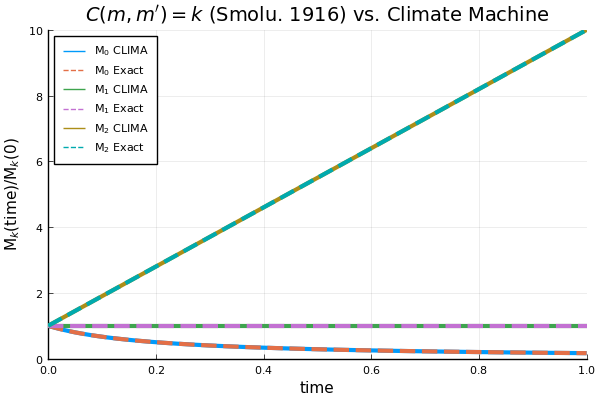 C(m, m′) = k (Smolu. 1916) vs. Climate Machine
M₀ CLIMA
M₀ Exact
M₁ CLIMA
M₁ Exact
M₂ CLIMA
M₂ Exact
Mₖ(time)/Mₖ(0)
10
8
6
4
2
0
0.0 0.2 0.4 0.6 0.8 1.0
time